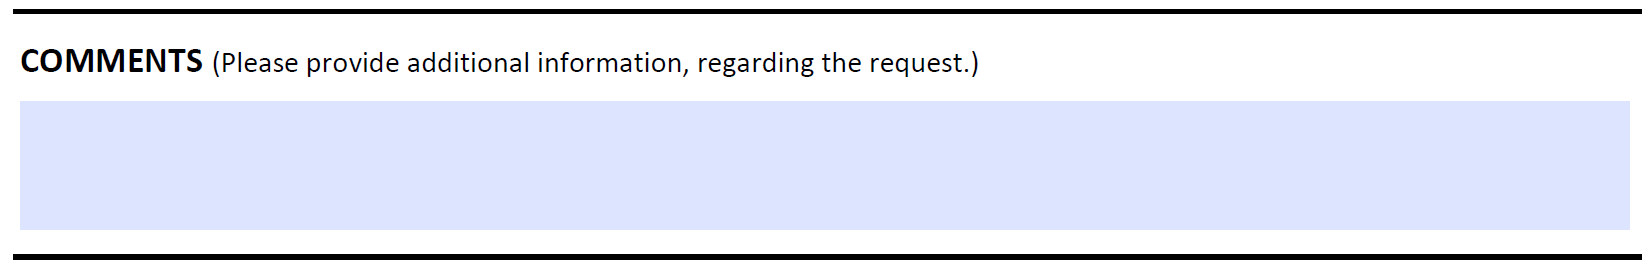 COMMENTS (Please provide additional information, regarding the request.)